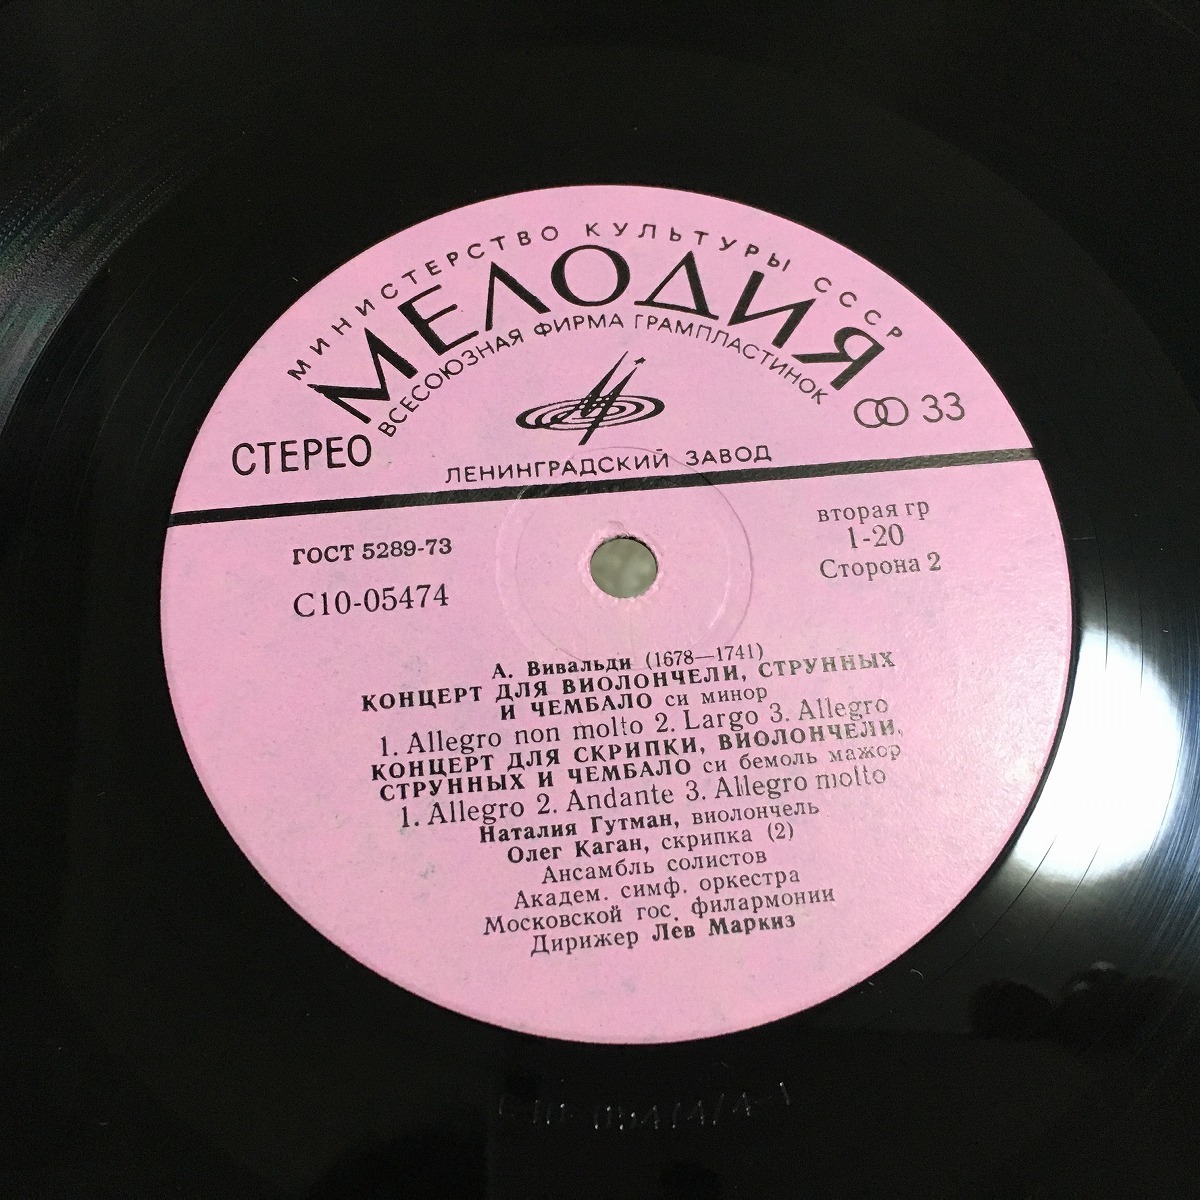 МИНИСТЕРСТВО КУЛЬТУРЫ СССР
МЕЛОДИЯ
ВСЕСОЮЗНАЯ ФИРМА ГРАМПЛАСТИНОК
33
СТЕРЕО
ЛЕНИНГРАДСКИЙ ЗАВОД
ГОСТ 5289-73
С10-05474
вторая гр
1-20
Сторона 2
А. Вивальди (1678—1741)
КОНЦЕРТ ДЛЯ ВИОЛОНЧЕЛИ, СТРУННЫХ
И ЧЕМБАЛО си минор
1. Allegro non molto 2. Largo 3. Allegro
КОНЦЕРТ ДЛЯ СКРИПКИ, ВИОЛОНЧЕЛИ,
СТРУННЫХ И ЧЕМБАЛО си бемоль мажор
1. Allegro 2. Andante 3. Allegro molto
Наталия Гутман, виолончель
Олег Каган, скрипка (2)
Ансамбль солистов
Академ. симф. оркестра
Московской гос. филармонии
Дирижер Лев Маркиз